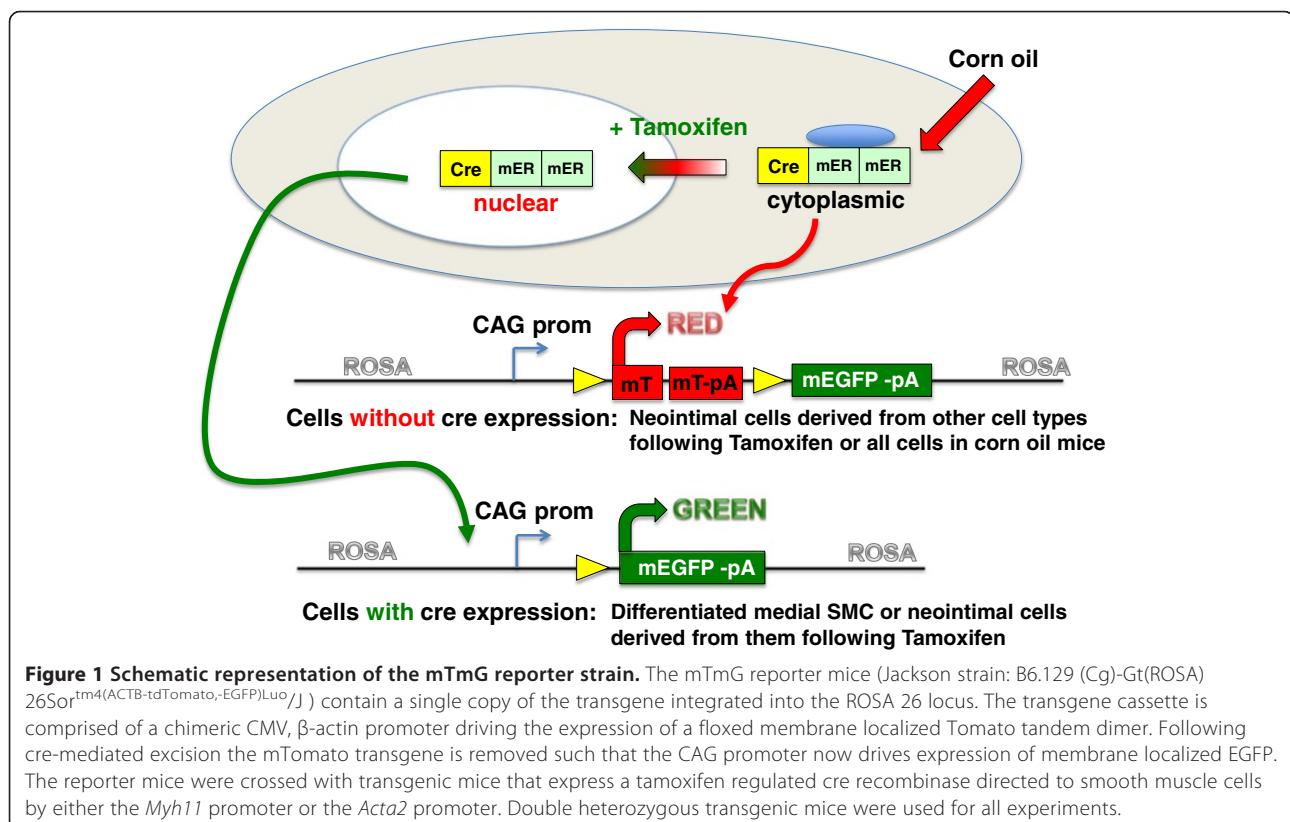 Corn oil
+ Tamoxifen
Cre mER mER
nuclear
Cre mER mER
cytoplasmic
CAG prom
RED
ROSA
ROSA
mT mT-pA mEGFP -pA
Cells without cre expression: Neointimal cells derived from other cell types
following Tamoxifen or all cells in corn oil mice
CAG prom
GREEN
ROSA
ROSA
mEGFP -pA
Cells with cre expression: Differentiated medial SMC or neointimal cells
derived from them following Tamoxifen
Figure 1 Schematic representation of the mTmG reporter strain. The mTmG reporter mice (Jackson strain: B6.129 (Cg)-Gt(ROSA)
26Sortm4(ACTB-tdTomato,-EGFP)Luo/J ) contain a single copy of the transgene integrated into the ROSA 26 locus. The transgene cassette is
comprised of a chimeric CMV, β-actin promoter driving the expression of a floxed membrane localized Tomato tandem dimer. Following
cre-mediated excision the mTomato transgene is removed such that the CAG promoter now drives expression of membrane localized EGFP.
The reporter mice were crossed with transgenic mice that express a tamoxifen regulated cre recombinase directed to smooth muscle cells
by either the Myh11 promoter or the Acta2 promoter. Double heterozygous transgenic mice were used for all experiments.